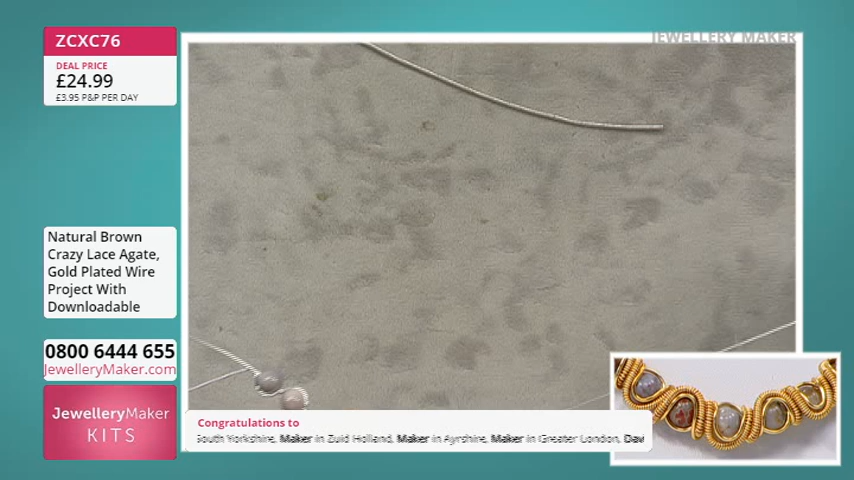 ZCXC76
DEAL PRICE
£24.99
£3.95 P&P PER DAY
JEWELLERY MAKER
Natural Brown
Crazy Lace Agate,
Gold Plated Wire
Project With
Downloadable
0800 6444 655
JewelleryMaker.com
JewelleryMaker
KITS
Congratulations to
South Yorkshire, Maker in Zuid Holland, Maker in Ayrshire, Maker in Greater London, Dav